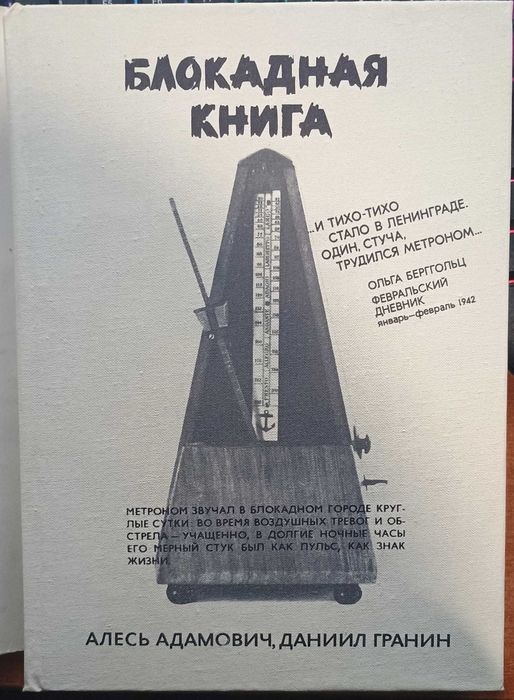 БЛОКАДНАЯ
КНИГА
...И ТИХО-ТИХО
СТАЛО В ЛЕНИНГРАДЕ.
ОДИН, СТУЧА,
ТРУДИЛСЯ МЕТРОНОМ...
ОЛЬГА БЕРГГОЛЬЦ
ФЕВРАЛЬСКИЙ
ДНЕВНИК
январь–февраль 1942
МЕТРОНОМ ЗВУЧАЛ В БЛОКАДНОМ ГОРОДЕ КРУГ-
ЛЫЕ СУТКИ: ВО ВРЕМЯ ВОЗДУШНЫХ ТРЕВОГ И ОБ-
СТРЕЛА — УЧАЩЕННО, В ДОЛГИЕ НОЧНЫЕ ЧАСЫ
ЕГО МЕРНЫЙ СТУК БЫЛ КАК ПУЛЬС, КАК ЗНАК
ЖИЗНИ.
АЛЕСЬ АДАМОВИЧ, ДАНИИЛ ГРАНИН